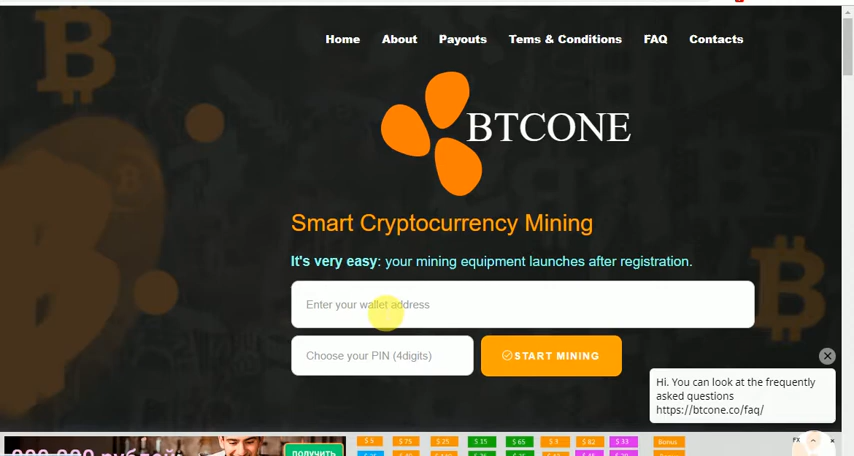 Home About Payouts Tems & Conditions FAQ Contacts
BTCONE
Smart Cryptocurrency Mining
It's very easy: your mining equipment launches after registration.
Enter your wallet address
Choose your PIN (4digits) START MINING
Hi. You can look at the frequently
asked questions
https://btcone.co/faq/
ПОЛУЧИТЬ
$ 5 $ 75 $ 25 $ 15 $ 65 $ 3 $ 82 $ 33 Bonus